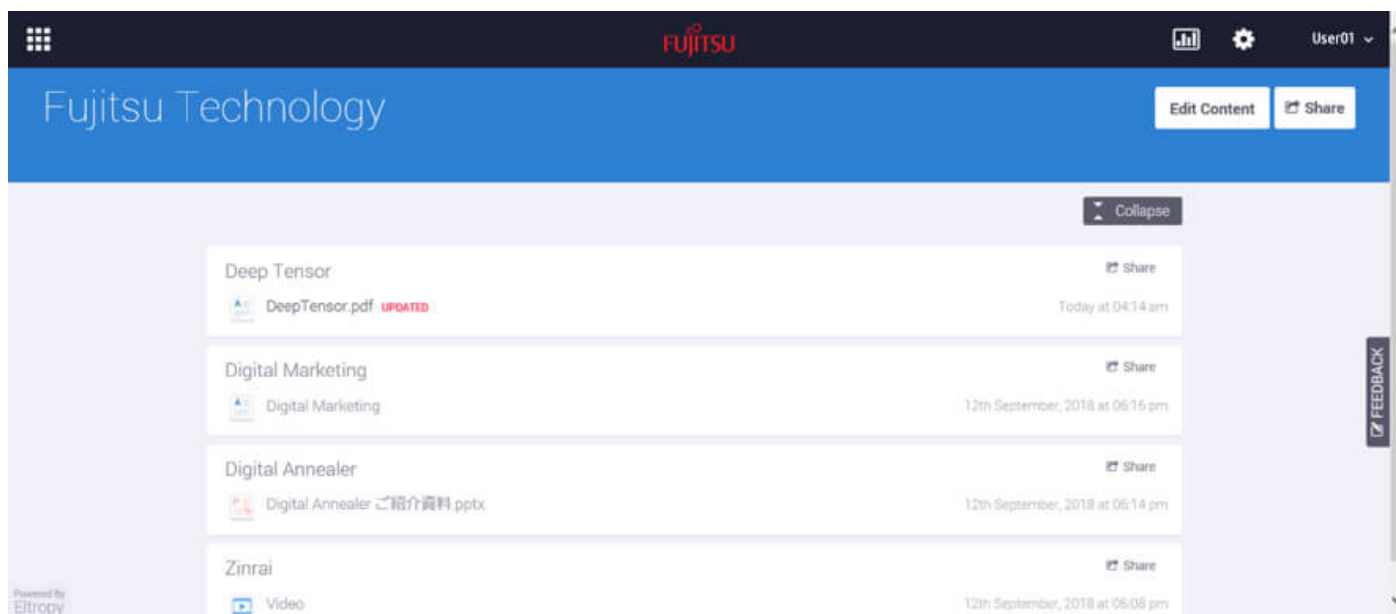 FUJITSU
User01
Fujitsu Technology
Edit Content
Share
Collapse
Deep Tensor
Share
DeepTensor.pdf UPDATED
Today at 04:14 am
Digital Marketing
Share
Digital Marketing
12th September, 2018 at 06:16 pm
Digital Annealer
Share
Digital Annealer ご紹介資料.pptx
12th September, 2018 at 06:14 pm
Zinrai
Share
Video
12th September, 2018 at 06:08 pm
FEEDBACK
Powered By
Eltropy